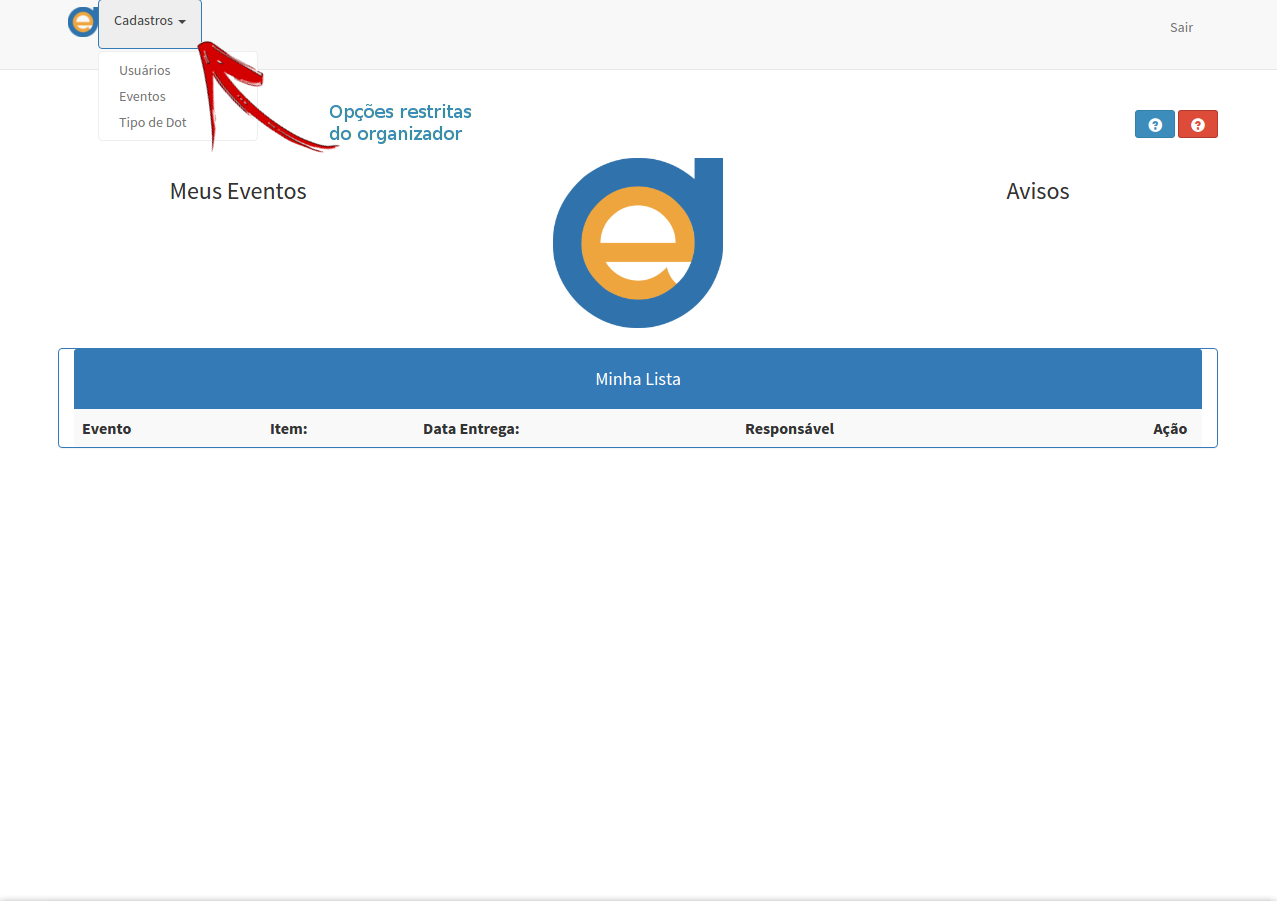 Cadastros
Sair
Usuários
Eventos
Tipo de Dot
Opções restritas
do organizador
Meus Eventos
Avisos
Minha Lista
Evento Item: Data Entrega: Responsável Ação